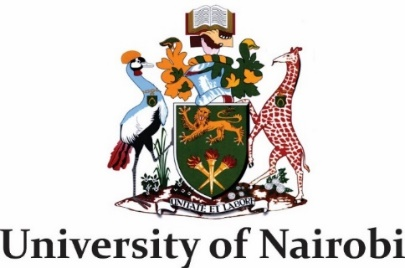 UNITATE ET LABORE
University of Nairobi